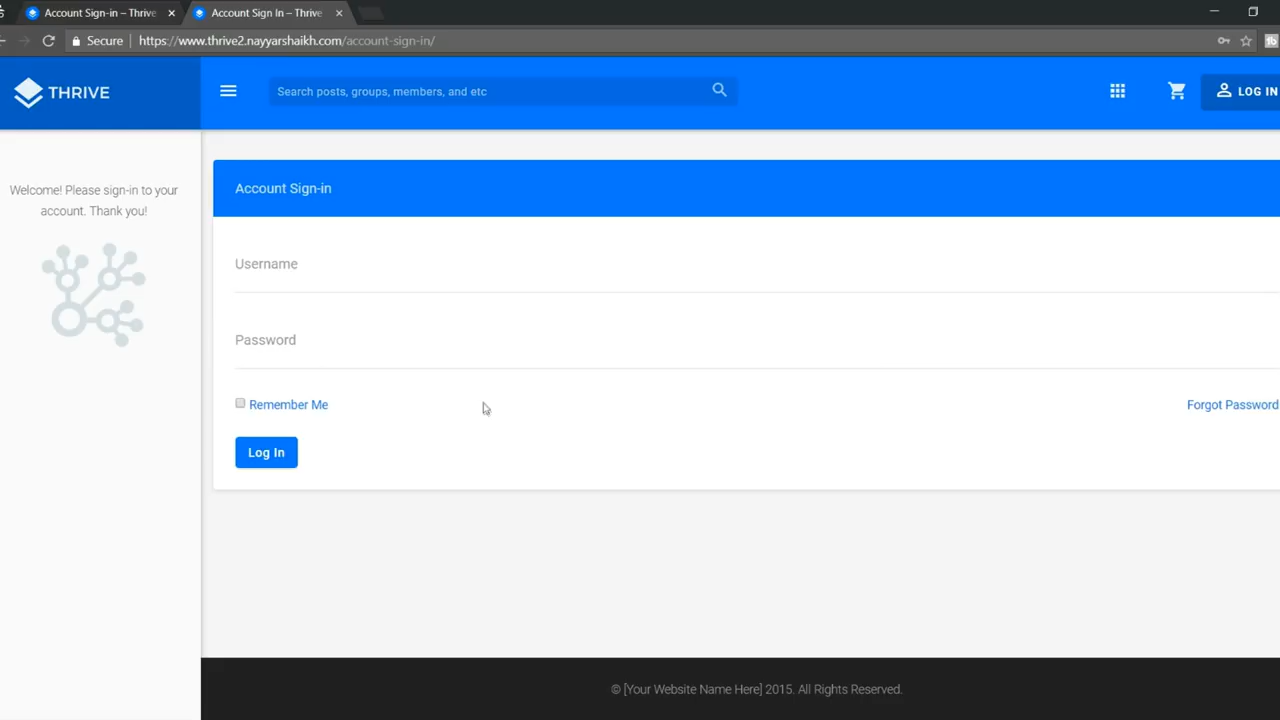 Account Sign-in – Thrive
Account Sign In – Thrive
Secure
https://www.thrive2.nayyarshaikh.com/account-sign-in/
THRIVE
Search posts, groups, members, and etc
LOG IN
Welcome! Please sign-in to your
account. Thank you!
Account Sign-in
Username
Password
Remember Me
Forgot Password
Log In
© [Your Website Name Here] 2015. All Rights Reserved.